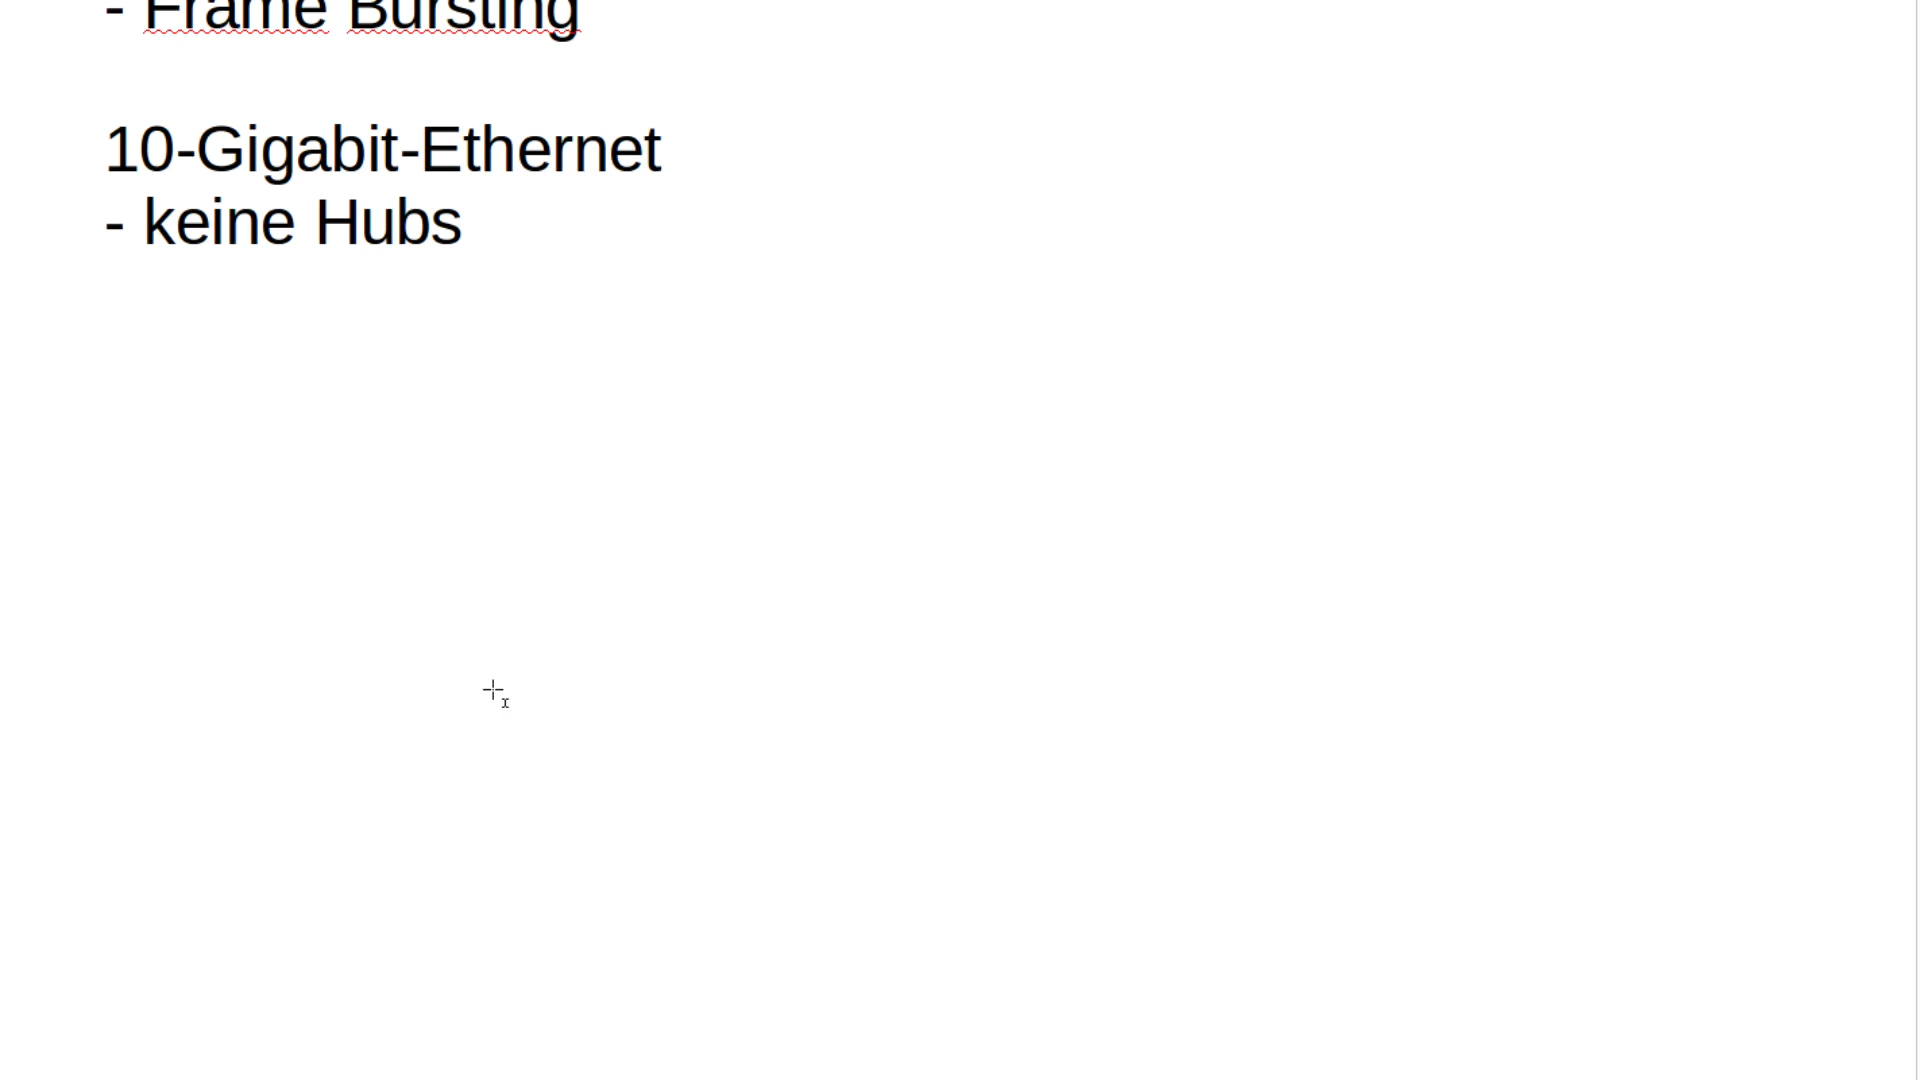 - Frame Bursting
10-Gigabit-Ethernet
- keine Hubs